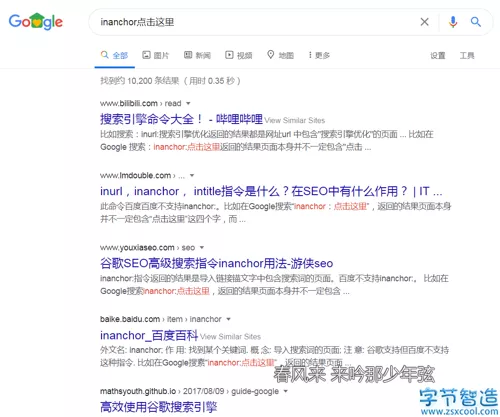 Google
inanchor点击这里
全部 图片 新闻 视频 地图 更多 设置 工具
找到约 10,200 条结果 （用时 0.35 秒）
www.bilibili.com › read
搜索引擎命令大全！ - 哔哩哔哩 View Similar Sites
比如搜索：inurl:搜索引擎优化返回的结果都是网址url 中包含"搜索引擎优化"的页面 ... 比如在
Google 搜索：inanchor:点击这里返回的结果页面本身并不一定包含"点击 ...
www.lmdouble.com › ...
inurl，inanchor， intitle指令是什么？在SEO中有什么作用？ | IT ...
此命令百度百度不支持inanchor:。比如在Google搜索“inanchor：点击这里”，返回的结果页面本
身并不一定包含“点击这里”这四个字，而 ...
www.youxiaseo.com › seo
谷歌SEO高级搜索指令inanchor用法-游侠seo
inanchor:指令返回的结果是导入链接描文字中包含搜索词的页面。百度不支持inanchor:。 比如
在Google搜索inanchor:点击这里，返回的结果页面本身并不一定包含 ...
baike.baidu.com › item › inanchor
inanchor_百度百科 View Similar Sites
外文名: inanchor; 作 用: 找到某个关键词. 概 念: 导入搜索词的页面; 注 意: 谷歌支持但百度不支
持这种指令. 比如在Google搜索“inanchor:点击这里”，返回的结果页面 ...
春风来 来吟那少年弦
mathsyouth.github.io › 2017/08/09 › guide-google
高效使用谷歌搜索引擎
字节智造
www.zsxcool.com